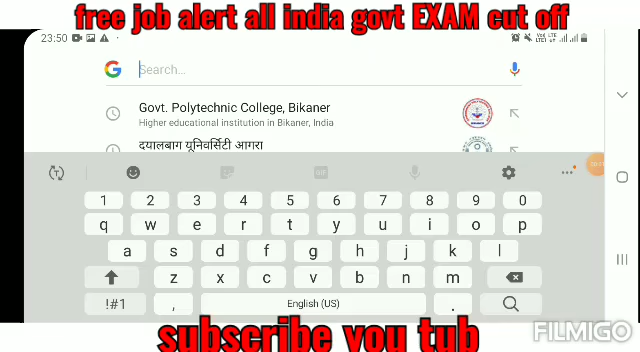 free job alert all india govt EXAM cut off
23:50
Search...
Govt. Polytechnic College, Bikaner
Higher educational institution in Bikaner, India
दयालबाग यूनिवर्सिटी आगरा
GIF
1 2 3 4 5 6 7 8 9 0
q w e r t y u i o p
a s d f g h j k l
z x c v b n m
!#1 , English (US) .
subscribe you tub
FILMIGO